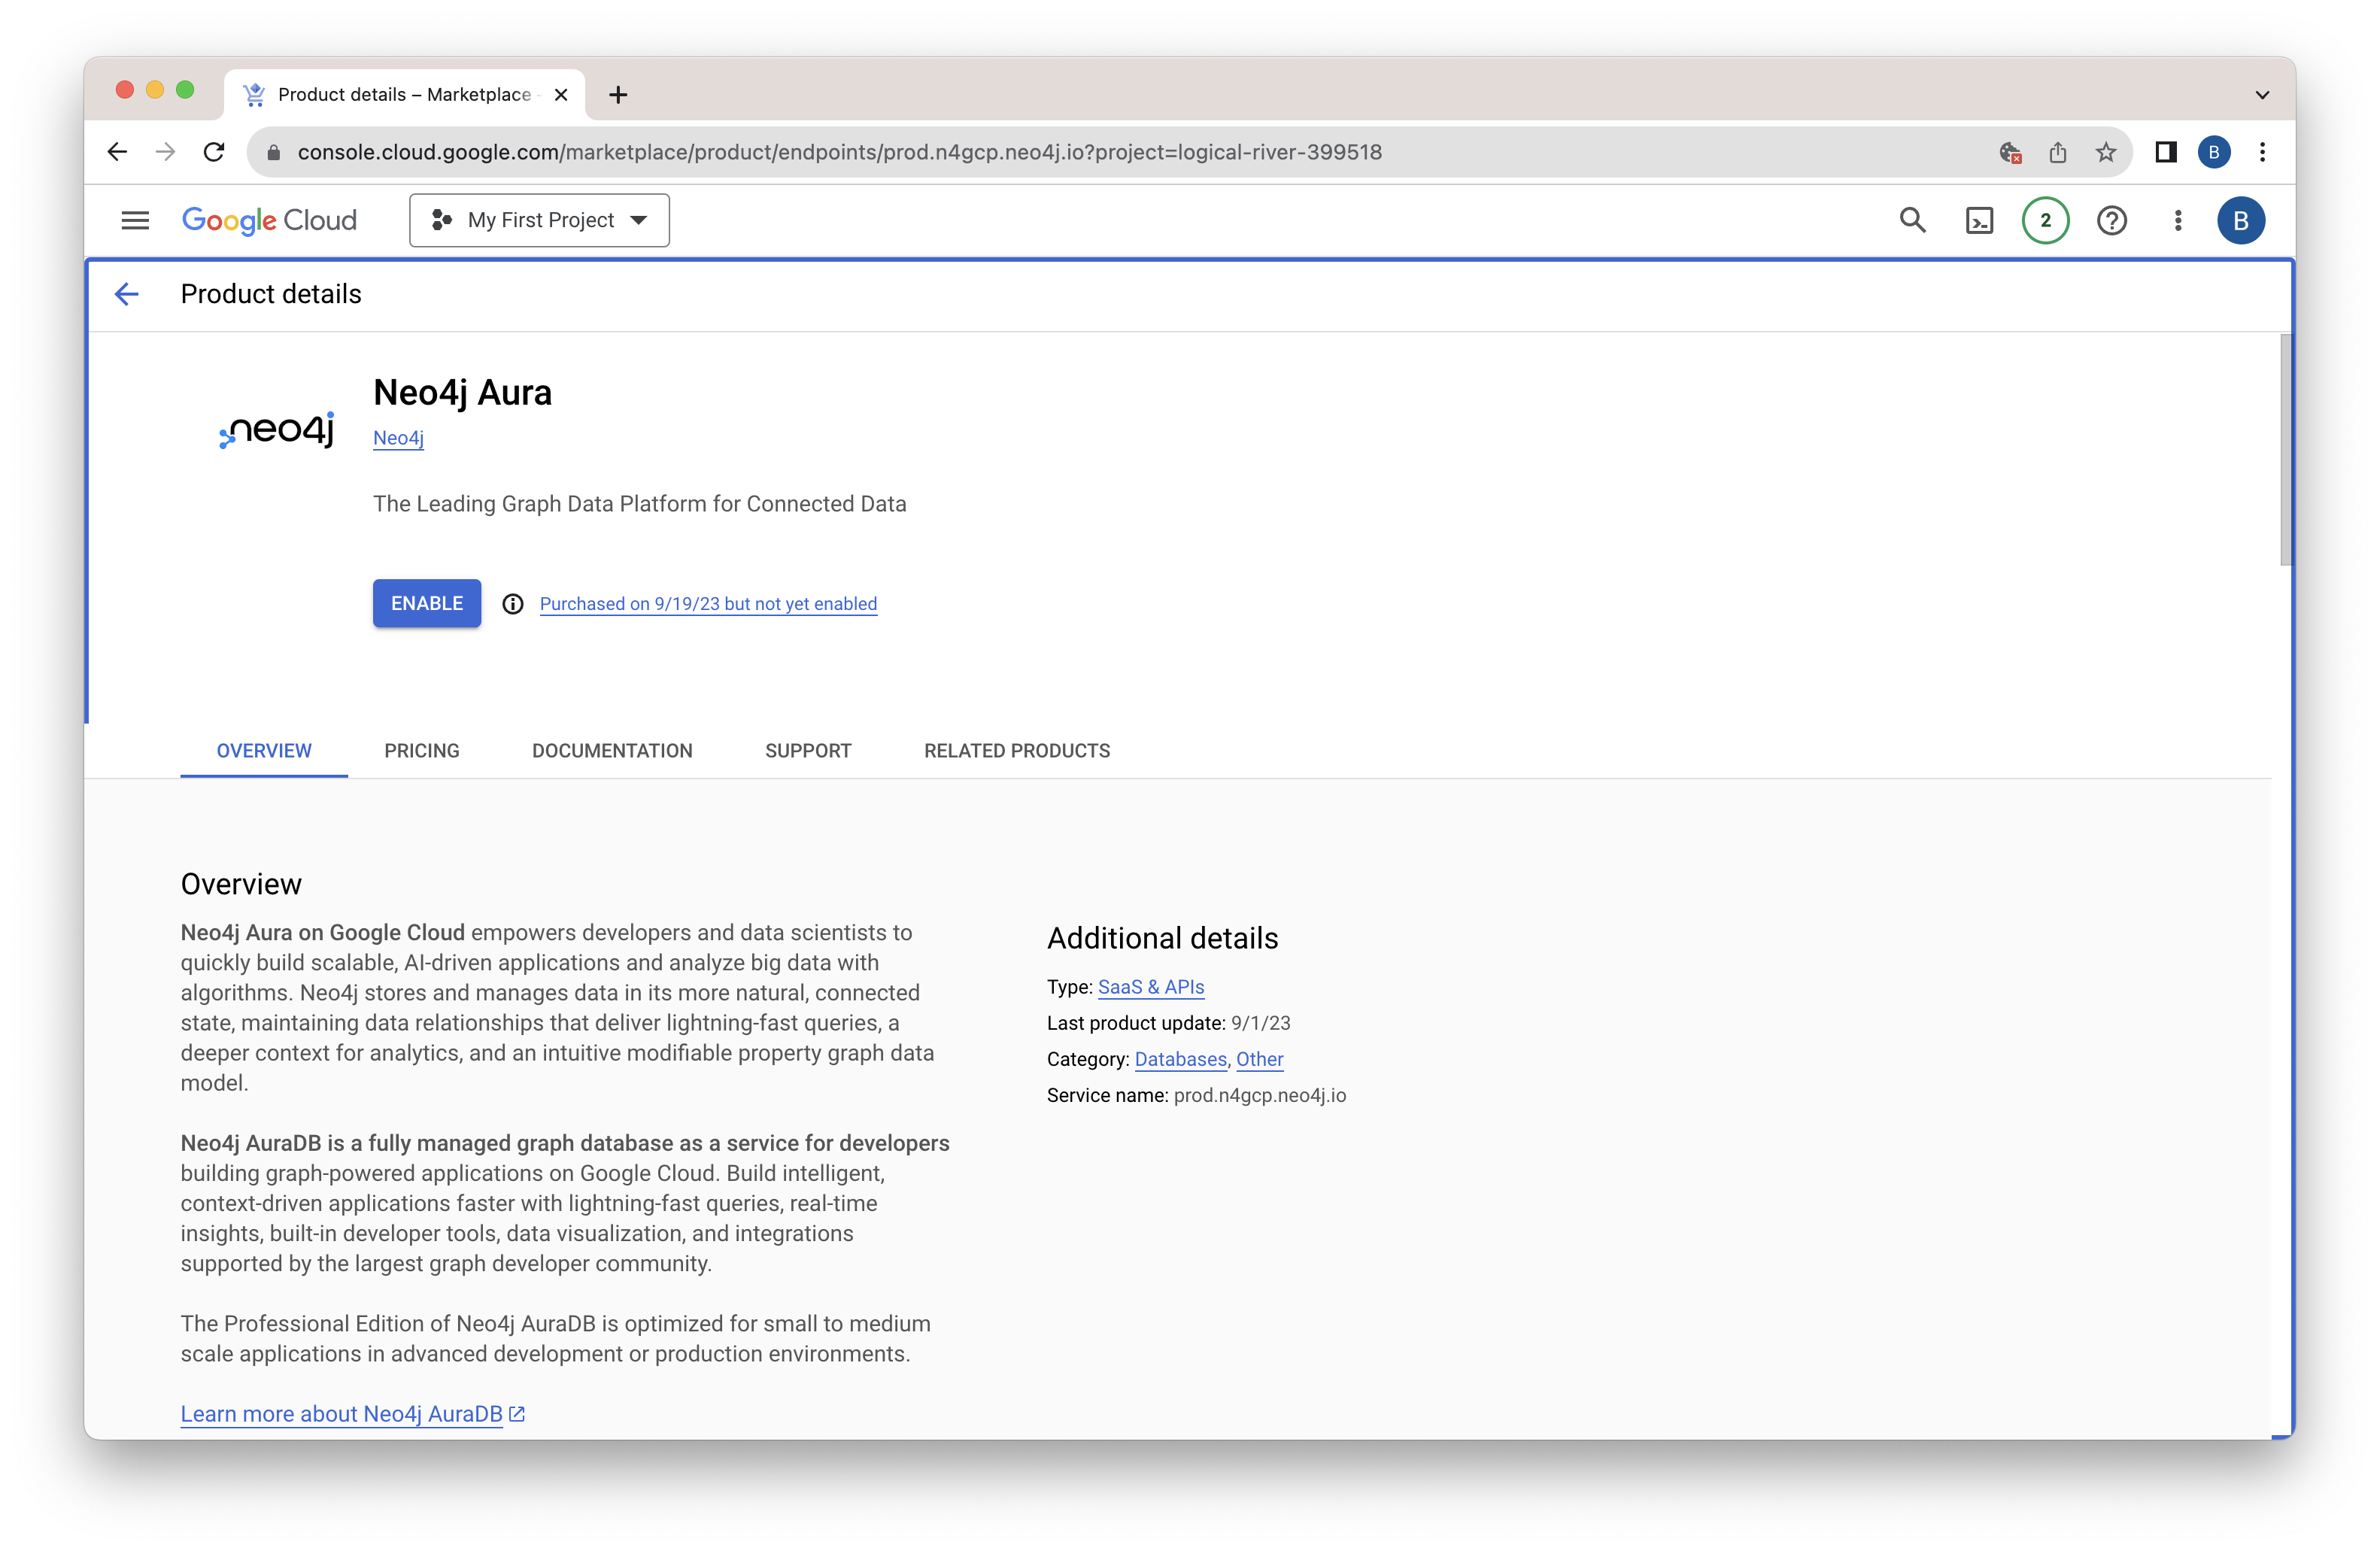 Product details – Marketplace -
console.cloud.google.com/marketplace/product/endpoints/prod.n4gcp.neo4j.io?project=logical-river-399518
B
Google Cloud
My First Project
2
B
Product details
neo4j
Neo4j Aura
Neo4j
The Leading Graph Data Platform for Connected Data
ENABLE
Purchased on 9/19/23 but not yet enabled
OVERVIEW
PRICING
DOCUMENTATION
SUPPORT
RELATED PRODUCTS
Overview
Neo4j Aura on Google Cloud empowers developers and data scientists to
quickly build scalable, AI-driven applications and analyze big data with
algorithms. Neo4j stores and manages data in its more natural, connected
state, maintaining data relationships that deliver lightning-fast queries, a
deeper context for analytics, and an intuitive modifiable property graph data
model.
Neo4j AuraDB is a fully managed graph database as a service for developers
building graph-powered applications on Google Cloud. Build intelligent,
context-driven applications faster with lightning-fast queries, real-time
insights, built-in developer tools, data visualization, and integrations
supported by the largest graph developer community.
The Professional Edition of Neo4j AuraDB is optimized for small to medium
scale applications in advanced development or production environments.
Learn more about Neo4j AuraDB
Additional details
Type: SaaS & APIs
Last product update: 9/1/23
Category: Databases, Other
Service name: prod.n4gcp.neo4j.io